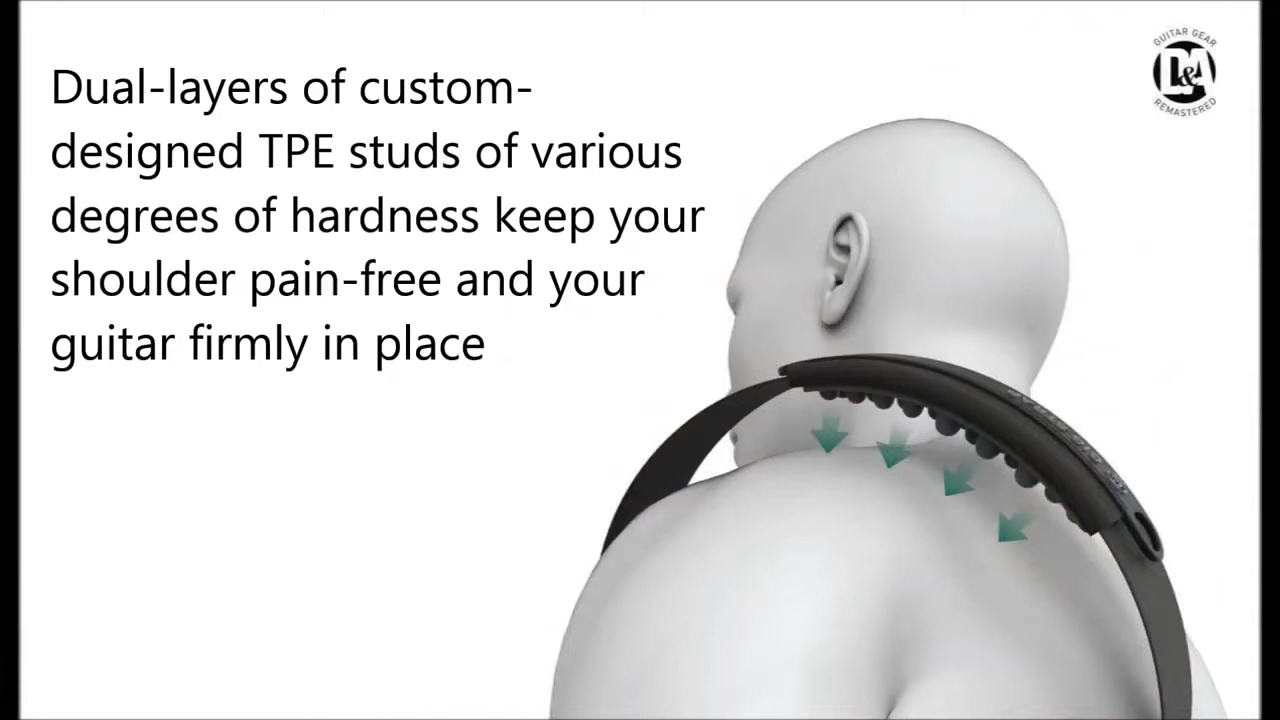 Dual-layers of custom-
designed TPE studs of various
degrees of hardness keep your
shoulder pain-free and your
guitar firmly in place
GUITAR GEAR
D&A
REMASTERED